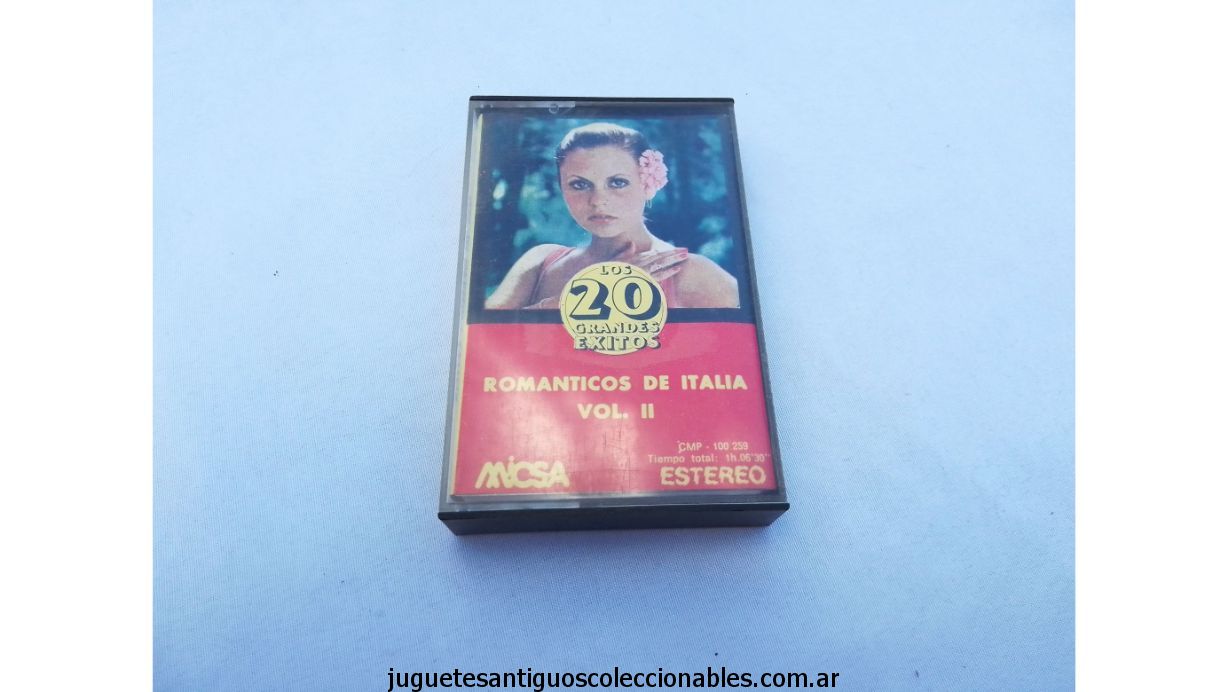 LOS
20
GRANDES
EXITOS
ROMANTICOS DE ITALIA
VOL. II
CMP - 100 259
Tiempo total: 1h.06'30''
MICSA
ESTEREO
juguetesantiguoscoleccionables.com.ar